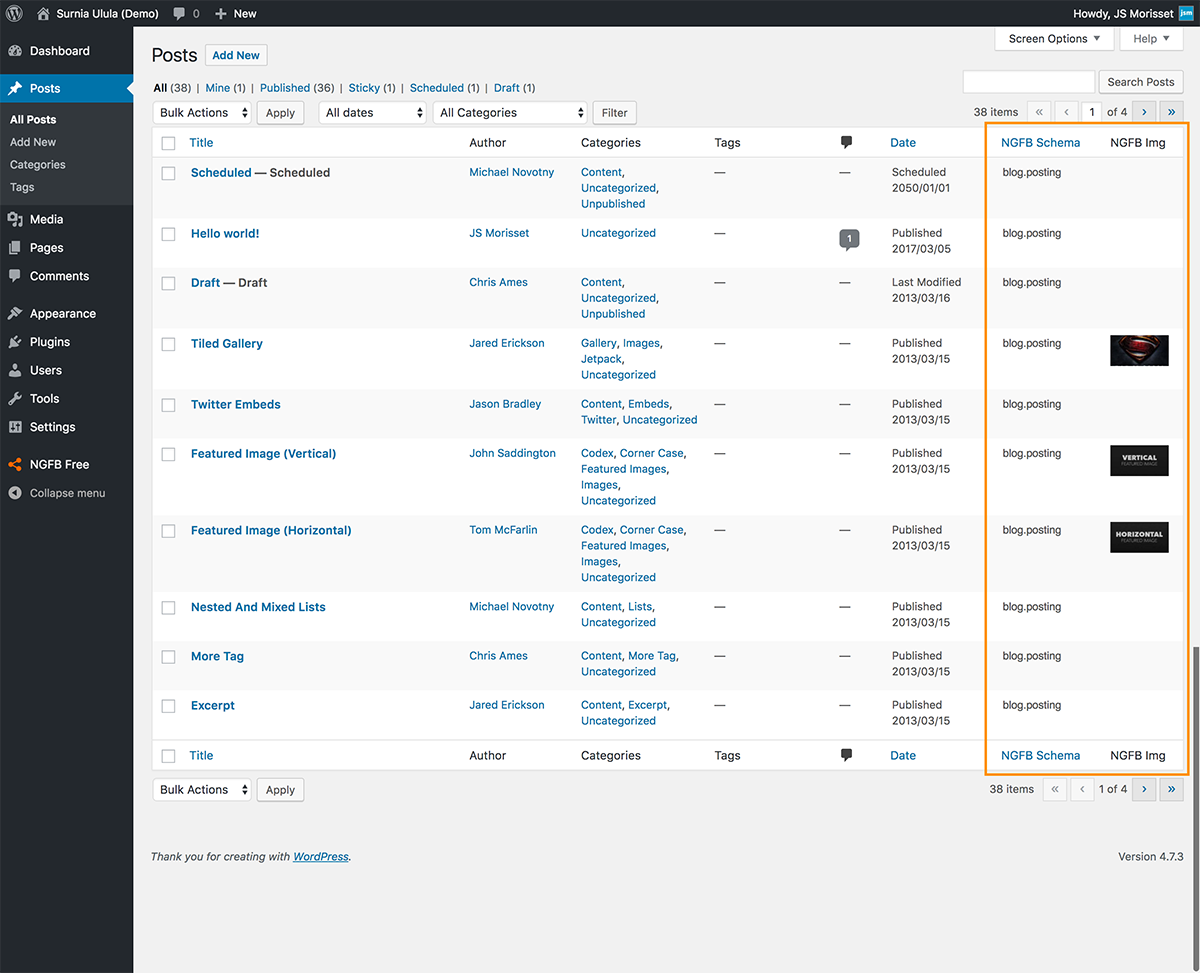 Surnia Ulula (Demo) 0 New Howdy, JS Morisset jsm
Dashboard
Posts
All Posts
Add New
Categories
Tags
Media
Pages
Comments
Appearance
Plugins
Users
Tools
Settings
NGFB Free
Collapse menu
Screen Options Help
Posts Add New
All (38) | Mine (1) | Published (36) | Sticky (1) | Scheduled (1) | Draft (1)
Search Posts
Bulk Actions Apply All dates All Categories Filter 38 items « ‹ 1 of 4 › »
Title Author Categories Tags Date NGFB Schema NGFB Img
Scheduled — Scheduled Michael Novotny Content, — — Scheduled blog.posting
Uncategorized, 2050/01/01
Unpublished
Hello world! JS Morisset Uncategorized — 1 Published blog.posting
2017/03/05
Draft — Draft Chris Ames Content, — — Last Modified blog.posting
Uncategorized, 2013/03/16
Unpublished
Tiled Gallery Jared Erickson Gallery, Images, — — Published blog.posting
Jetpack, 2013/03/15
Uncategorized
Twitter Embeds Jason Bradley Content, Embeds, — — Published blog.posting
Twitter, Uncategorized 2013/03/15
Featured Image (Vertical) John Saddington Codex, Corner Case, — — Published blog.posting VERTICAL
Featured Images, 2013/03/15 FEATURED IMAGE
Images,
Uncategorized
Featured Image (Horizontal) Tom McFarlin Codex, Corner Case, — — Published blog.posting HORIZONTAL
Featured Images, 2013/03/15 FEATURED IMAGE
Images,
Uncategorized
Nested And Mixed Lists Michael Novotny Content, Lists, — — Published blog.posting
Uncategorized 2013/03/15
More Tag Chris Ames Content, More Tag, — — Published blog.posting
Uncategorized 2013/03/15
Excerpt Jared Erickson Content, Excerpt, — — Published blog.posting
Uncategorized 2013/03/15
Title Author Categories Tags Date NGFB Schema NGFB Img
Bulk Actions Apply 38 items « ‹ 1 of 4 › »
Thank you for creating with WordPress. Version 4.7.3